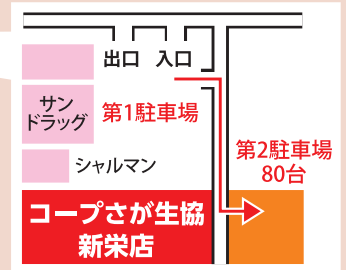 出口 入口
サン
ドラッグ
第1駐車場
シャルマン
第2駐車場
80台
コープさが生協
新栄店